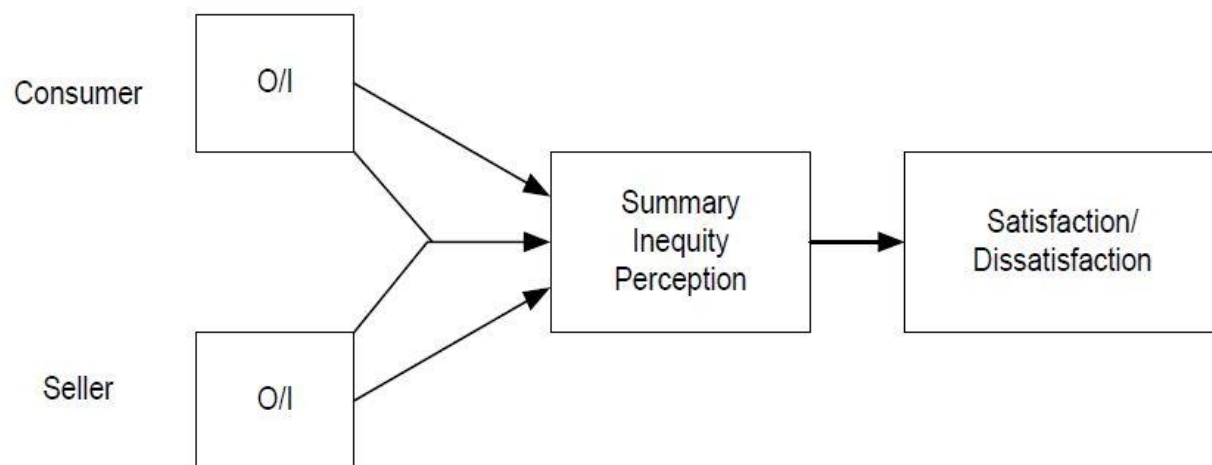 Consumer
O/I
Summary
Inequity
Perception
Satisfaction/
Dissatisfaction
Seller
O/I